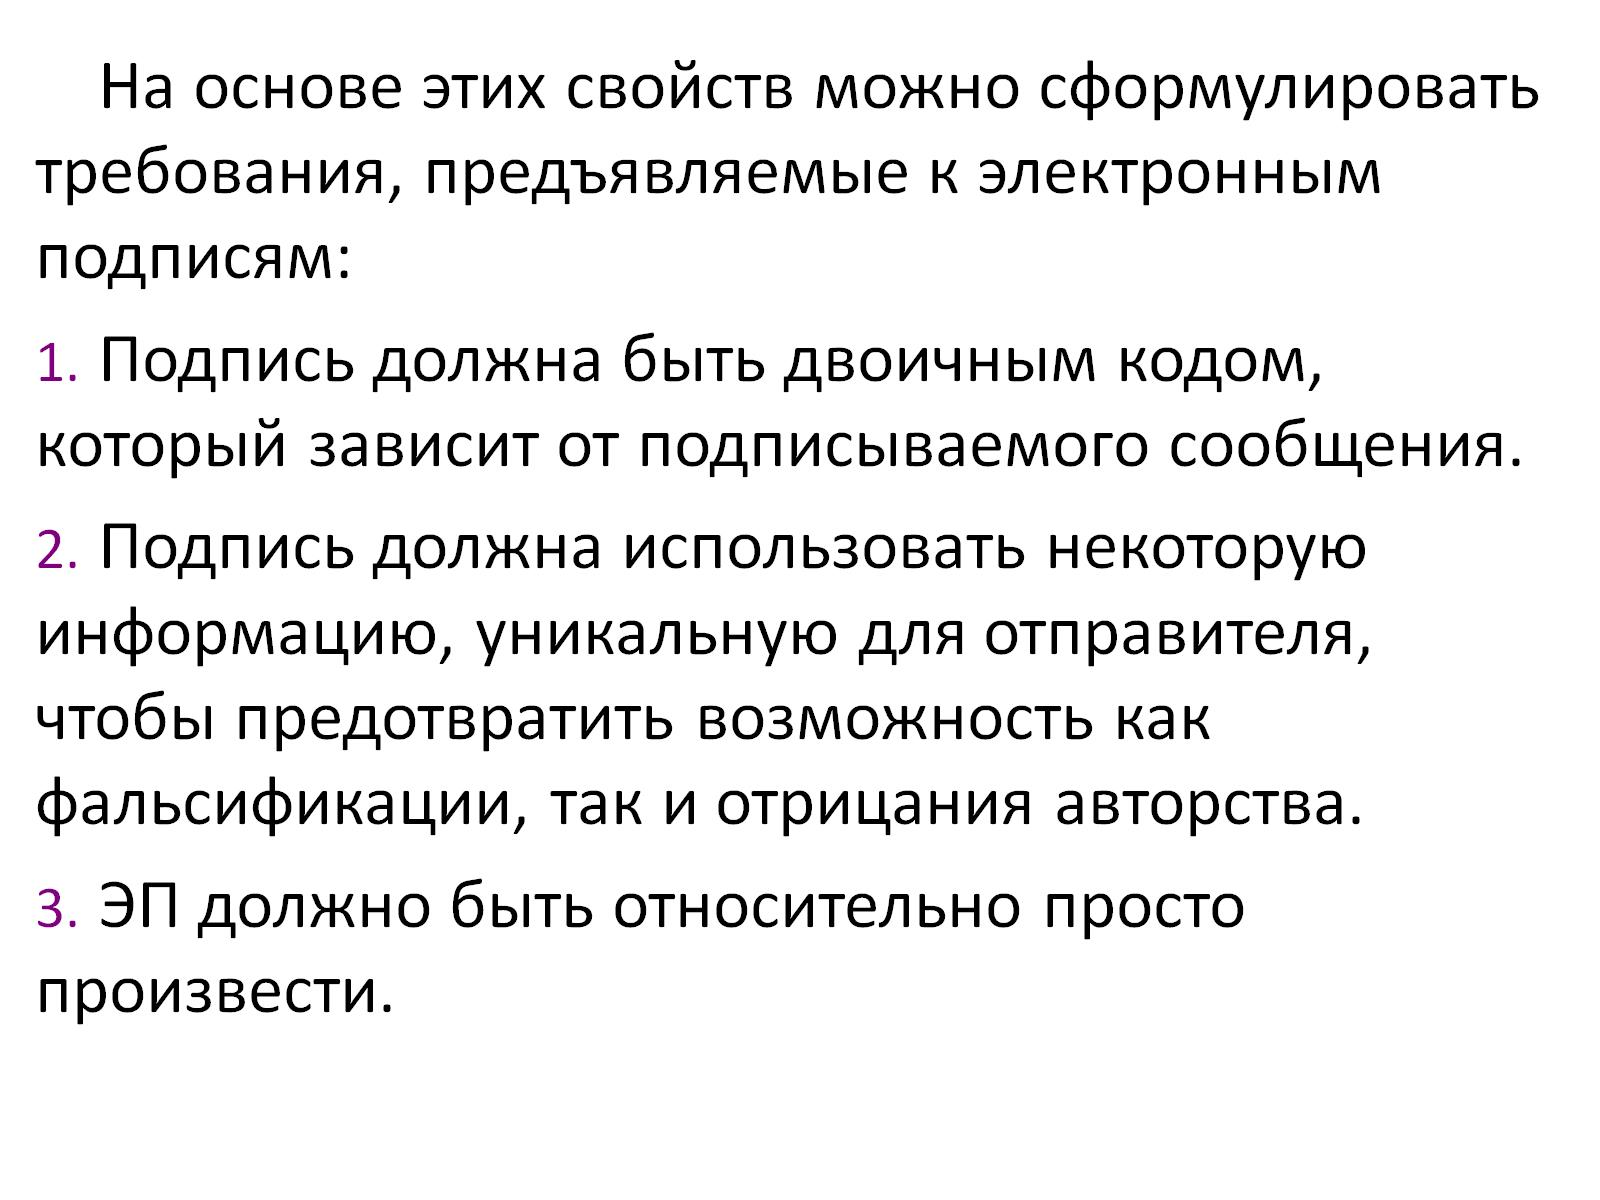 На основе этих свойств можно сформулировать
требования, предъявляемые к электронным
подписям:
1. Подпись должна быть двоичным кодом,
который зависит от подписываемого сообщения.
2. Подпись должна использовать некоторую
информацию, уникальную для отправителя,
чтобы предотвратить возможность как
фальсификации, так и отрицания авторства.
3. ЭП должно быть относительно просто
произвести.